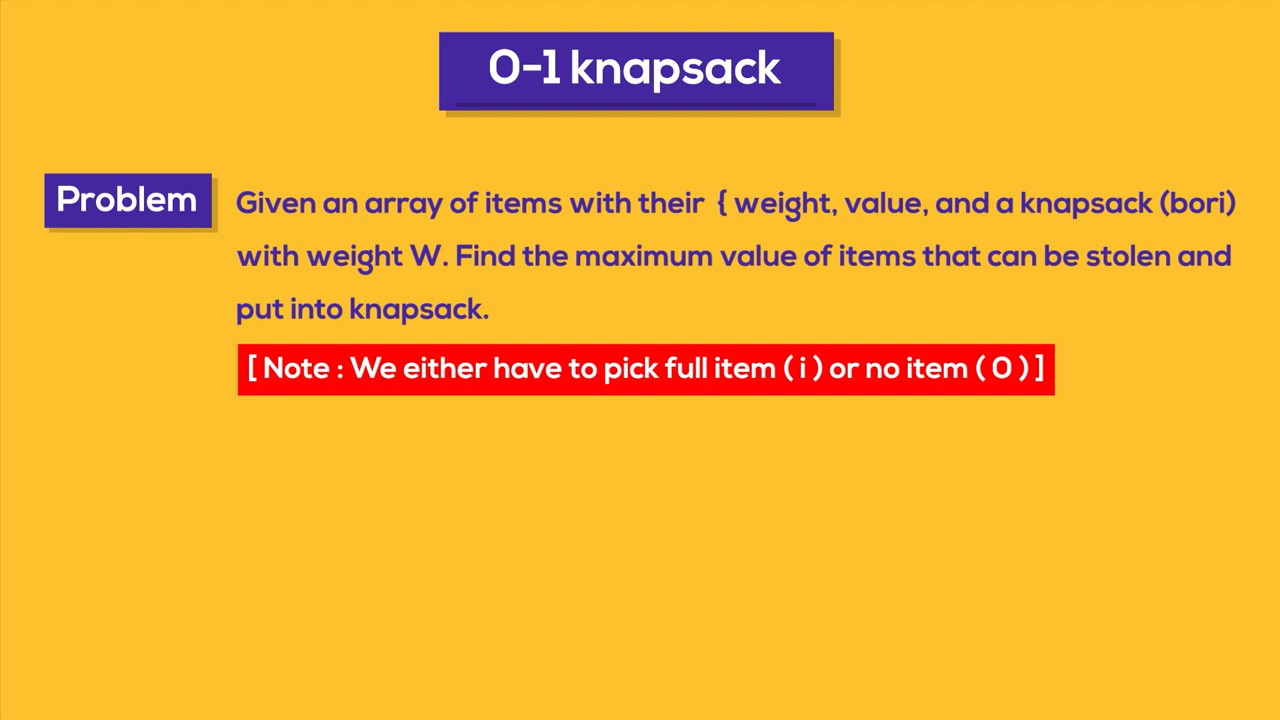 0-1 knapsack
Problem
Given an array of items with their { weight, value, and a knapsack (bori)
with weight W. Find the maximum value of items that can be stolen and
put into knapsack.
[ Note : We either have to pick full item ( i ) or no item ( 0 ) ]